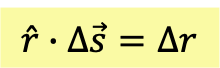 r̂ · Δs⃗ = Δr